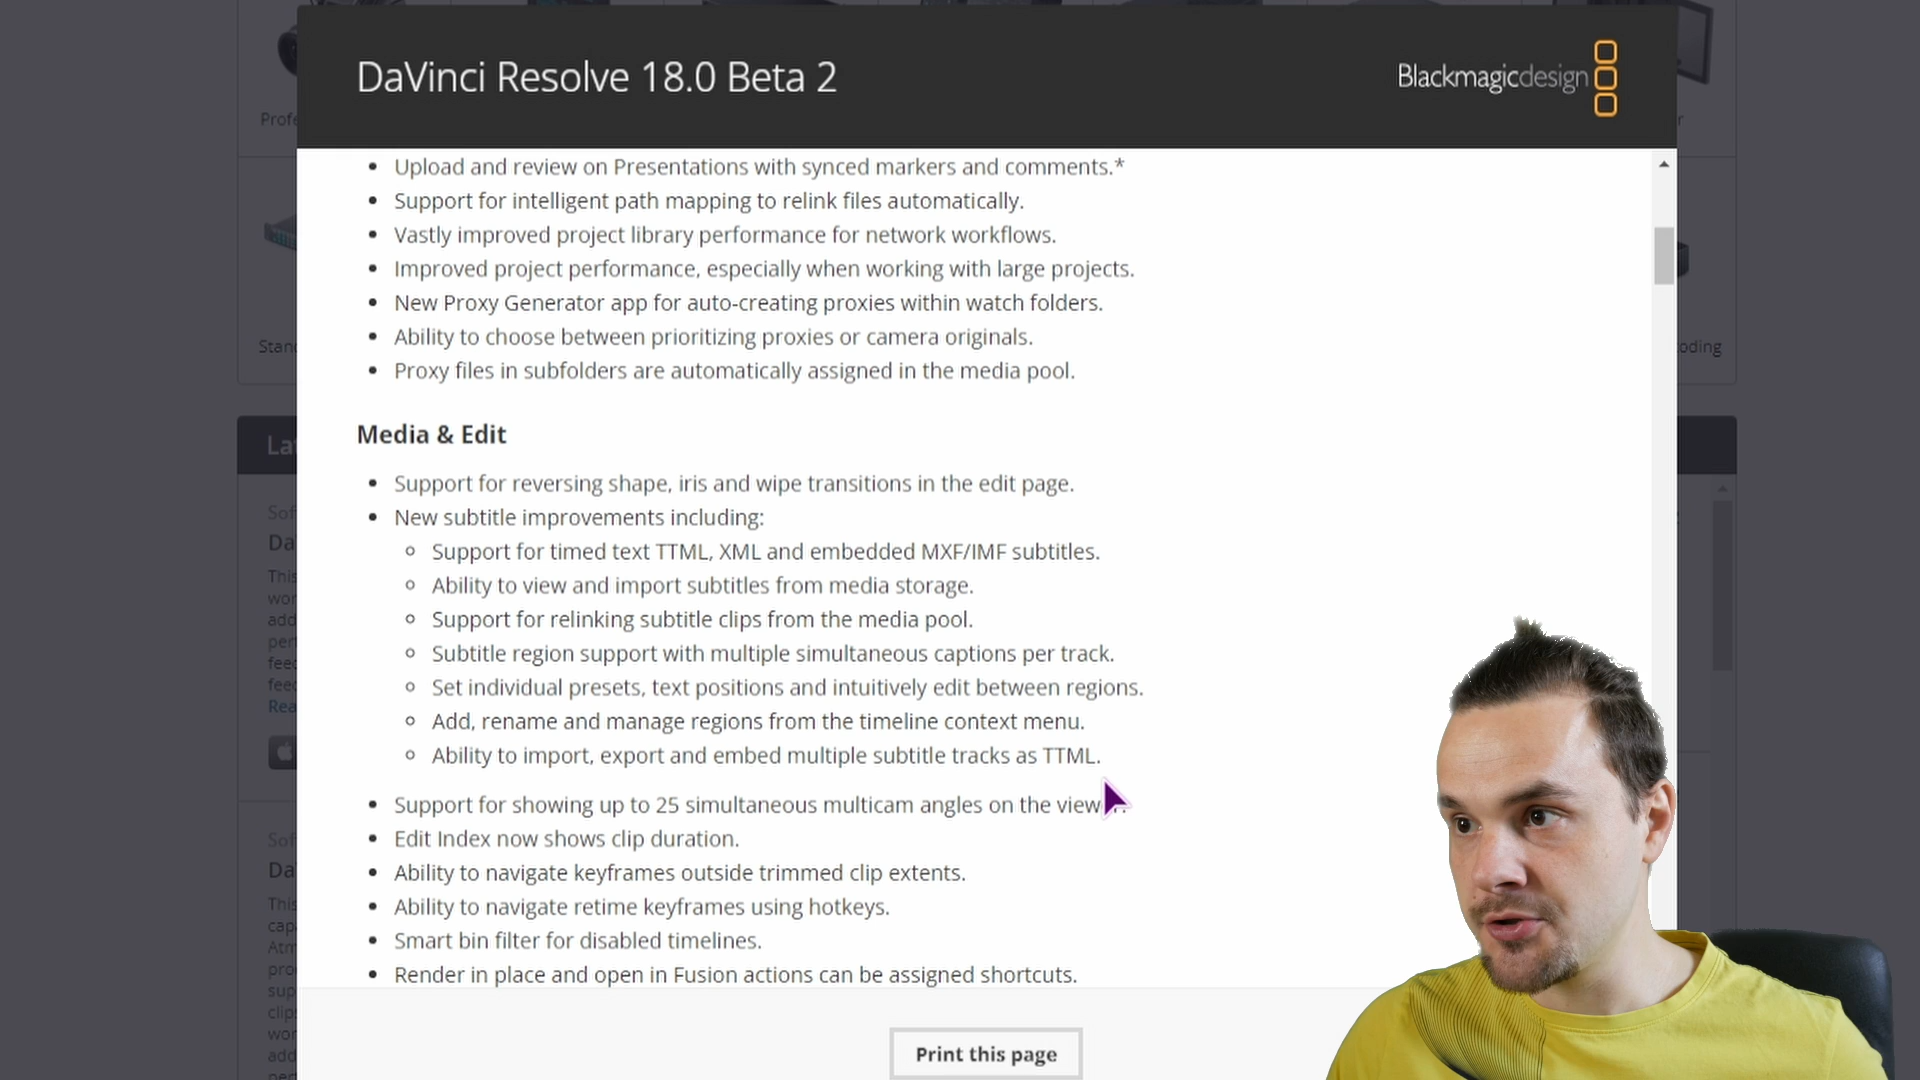 DaVinci Resolve 18.0 Beta 2
Blackmagicdesign
Upload and review on Presentations with synced markers and comments.*
Support for intelligent path mapping to relink files automatically.
Vastly improved project library performance for network workflows.
Improved project performance, especially when working with large projects.
New Proxy Generator app for auto-creating proxies within watch folders.
Ability to choose between prioritizing proxies or camera originals.
Proxy files in subfolders are automatically assigned in the media pool.
Media & Edit
Support for reversing shape, iris and wipe transitions in the edit page.
New subtitle improvements including:
Support for timed text TTML, XML and embedded MXF/IMF subtitles.
Ability to view and import subtitles from media storage.
Support for relinking subtitle clips from the media pool.
Subtitle region support with multiple simultaneous captions per track.
Set individual presets, text positions and intuitively edit between regions.
Add, rename and manage regions from the timeline context menu.
Ability to import, export and embed multiple subtitle tracks as TTML.
Support for showing up to 25 simultaneous multicam angles on the view
Edit Index now shows clip duration.
Ability to navigate keyframes outside trimmed clip extents.
Ability to navigate retime keyframes using hotkeys.
Smart bin filter for disabled timelines.
Render in place and open in Fusion actions can be assigned shortcuts.
Print this page